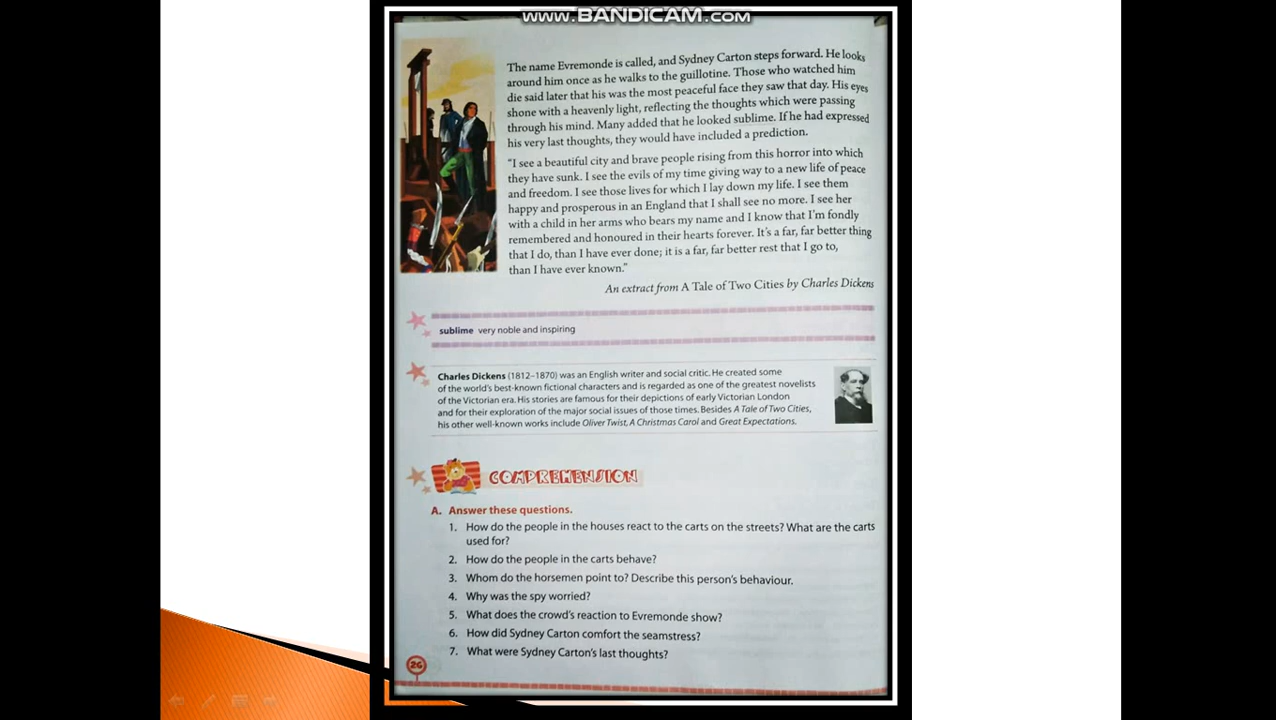 WWW.BANDICAM.COM
The name Evremonde is called, and Sydney Carton steps forward. He looks
around him once as he walks to the guillotine. Those who watched him
die said later that his was the most peaceful face they saw that day. His eyes
shone with a heavenly light, reflecting the thoughts which were passing
through his mind. Many added that he looked sublime. If he had expressed
his very last thoughts, they would have included a prediction.
"I see a beautiful city and brave people rising from this horror into which
they have sunk. I see the evils of my time giving way to a new life of peace
and freedom. I see those lives for which I lay down my life. I see them
happy and prosperous in an England that I shall see no more. I see her
with a child in her arms who bears my name and I know that I'm fondly
remembered and honoured in their hearts forever. It's a far, far better thing
that I do, than I have ever done; it is a far, far better rest that I go to,
than I have ever known."
An extract from A Tale of Two Cities by Charles Dickens
sublime very noble and inspiring
Charles Dickens (1812–1870) was an English writer and social critic. He created some
of the world's best-known fictional characters and is regarded as one of the greatest novelists
of the Victorian era. His stories are famous for their depictions of early Victorian London
and for their exploration of the major social issues of those times. Besides A Tale of Two Cities,
his other well-known works include Oliver Twist, A Christmas Carol and Great Expectations.
COMPREHENSION
A. Answer these questions.
1. How do the people in the houses react to the carts on the streets? What are the carts
used for?
2. How do the people in the carts behave?
3. Whom do the horsemen point to? Describe this person's behaviour.
4. Why was the spy worried?
5. What does the crowd's reaction to Evremonde show?
6. How did Sydney Carton comfort the seamstress?
7. What were Sydney Carton's last thoughts?
26